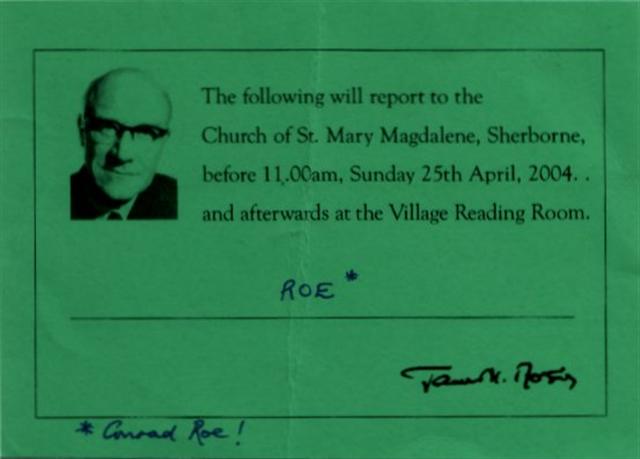 The following will report to the
Church of St. Mary Magdalene, Sherborne,
before 11.00am, Sunday 25th April, 2004. .
and afterwards at the Village Reading Room.
ROE *
* Conrad Roe!